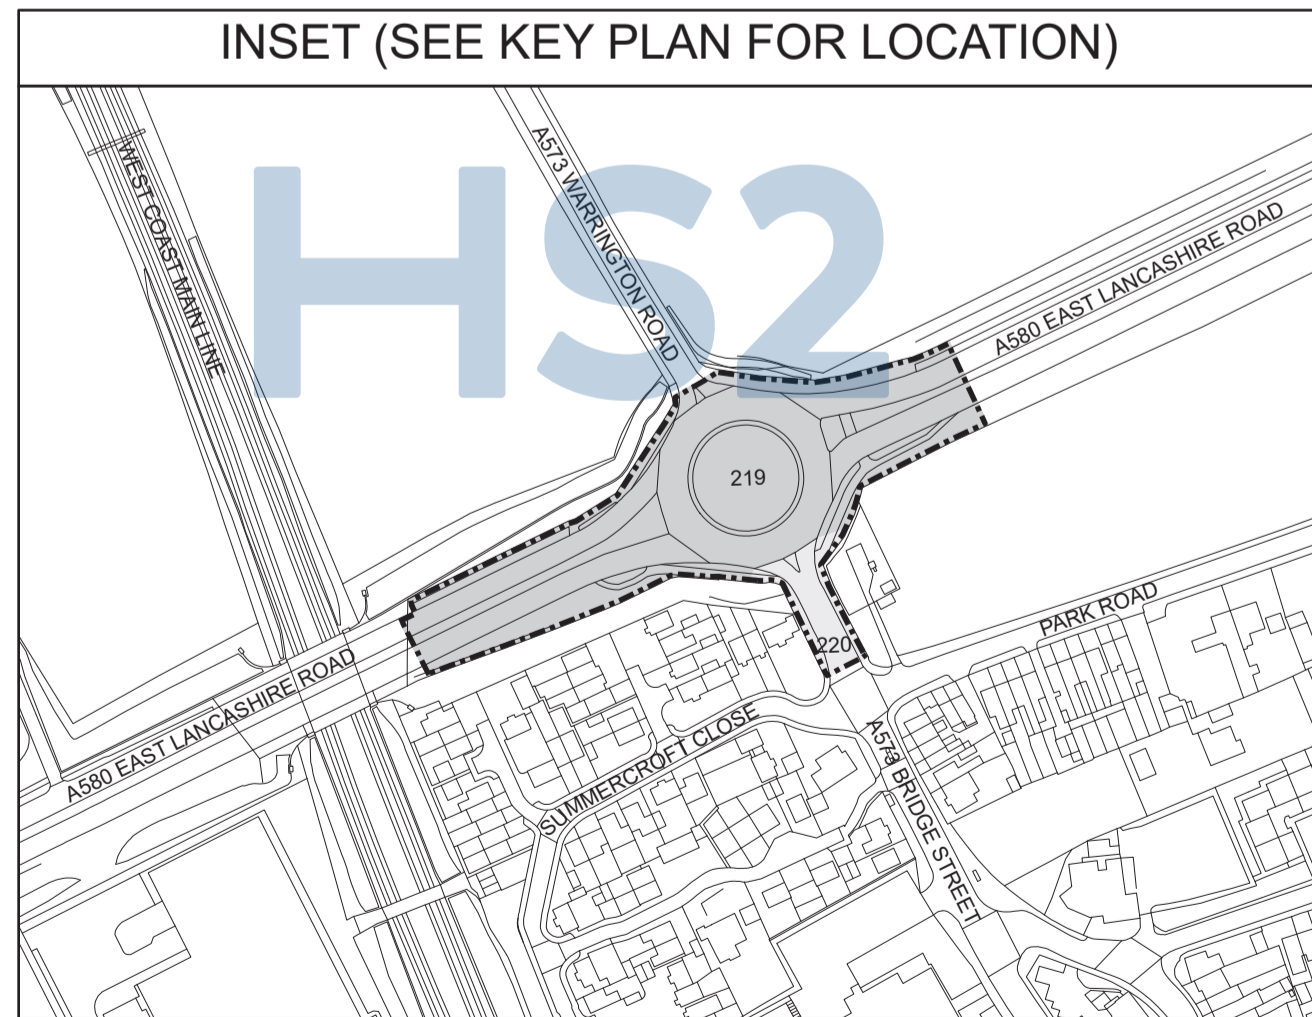 INSET (SEE KEY PLAN FOR LOCATION)
HS2
WEST COAST MAIN LINE
A573 WARRINGTON ROAD
A580 EAST LANCASHIRE ROAD
219
220
PARK ROAD
A580 EAST LANCASHIRE ROAD
SUMMERCROFT CLOSE
A573 BRIDGE STREET